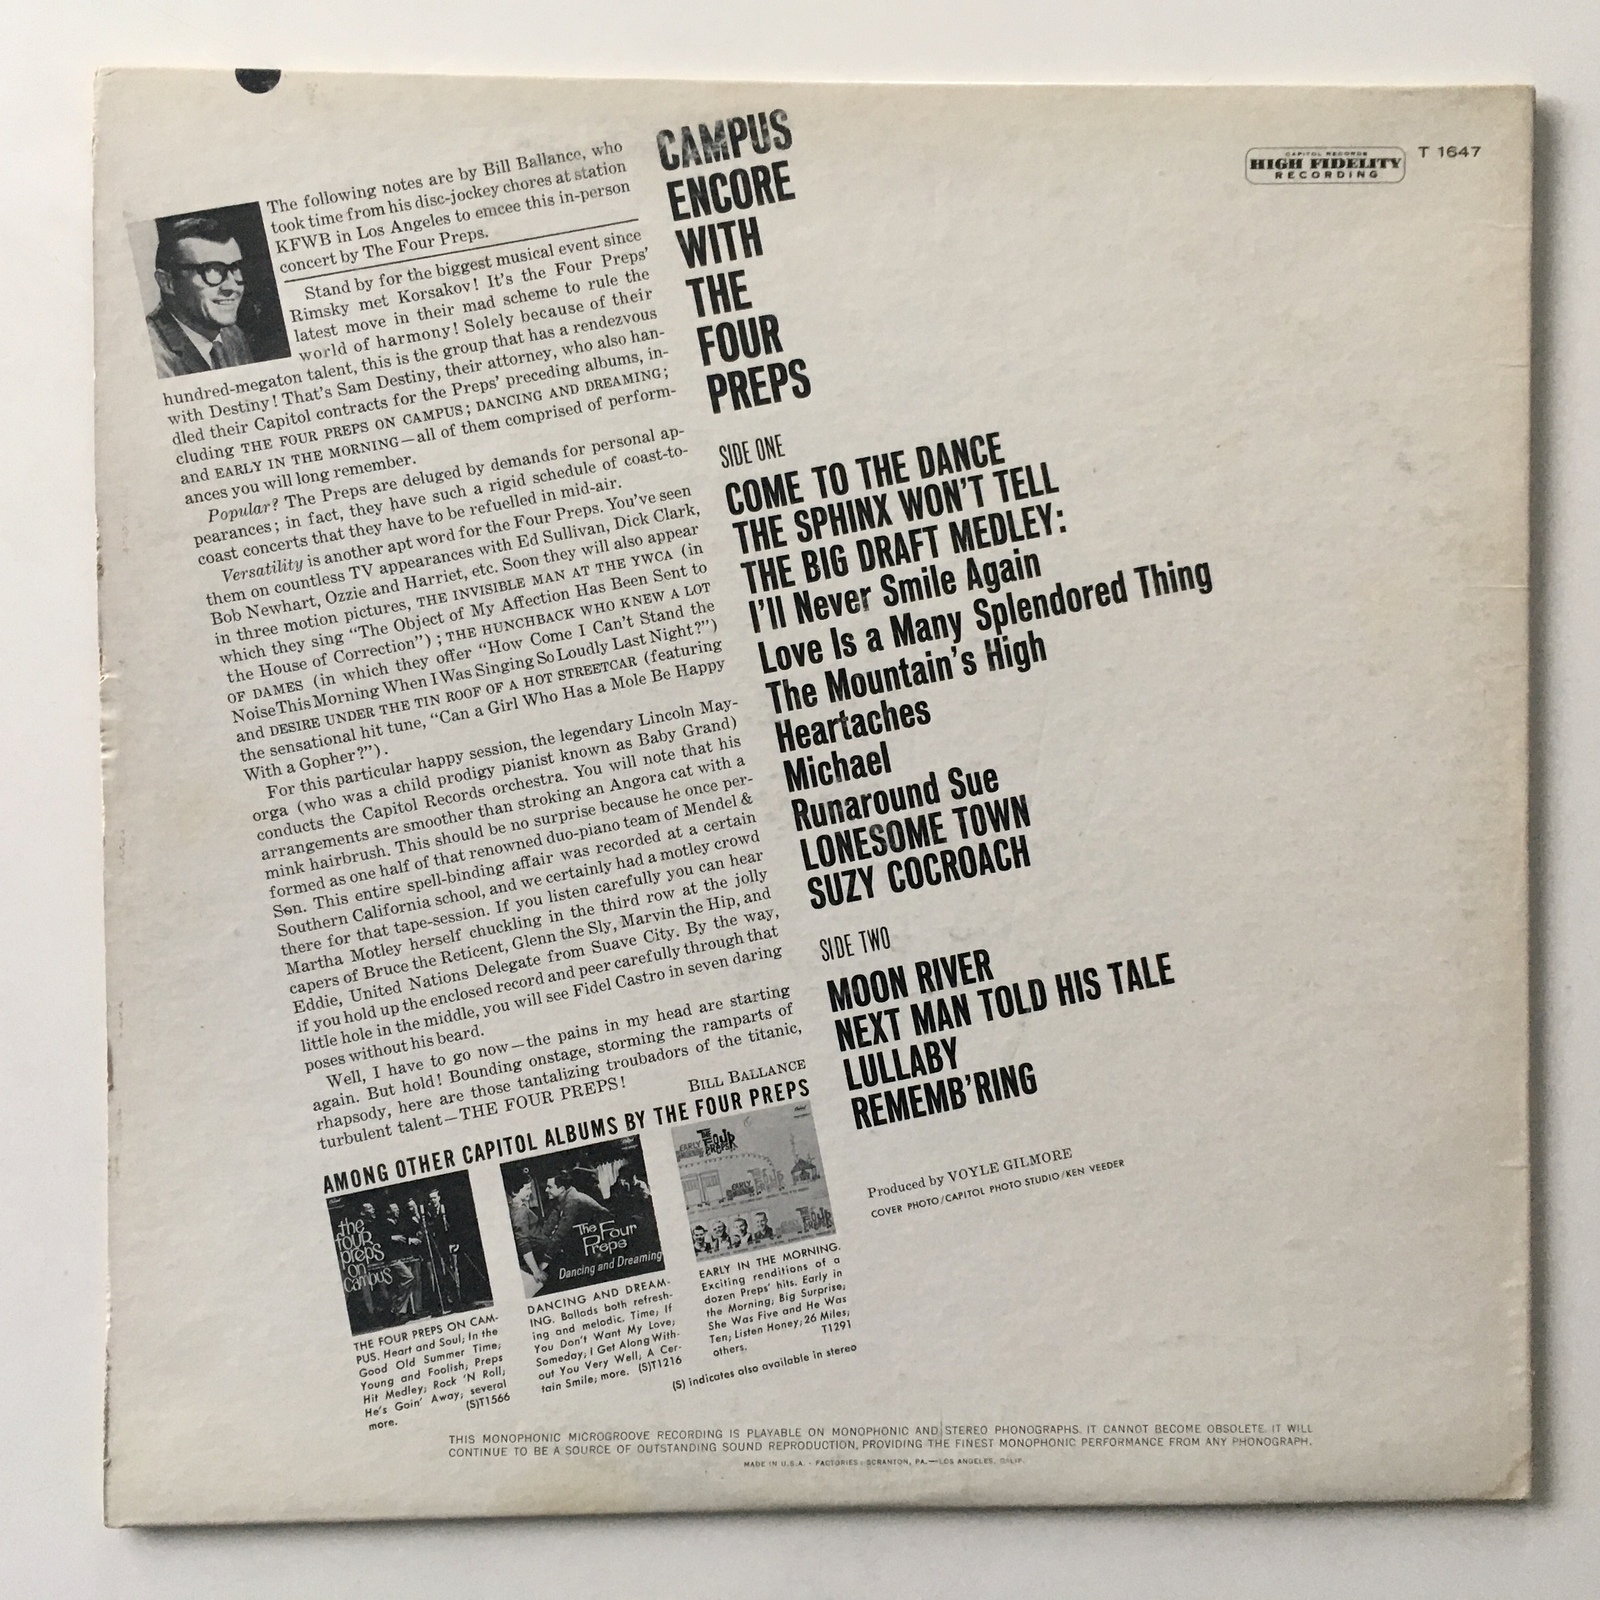 CAPITOL RECORDS
HIGH FIDELITY
RECORDING
T 1647
The following notes are by Bill Ballance, who
took time from his disc-jockey chores at station
KFWB in Los Angeles to emcee this in-person
concert by The Four Preps.
Stand by for the biggest musical event since
Rimsky met Korsakov! It's the Four Preps'
latest move in their mad scheme to rule the
world of harmony! Solely because of their
hundred-megaton talent, this is the group that has a rendezvous
with Destiny! That's Sam Destiny, their attorney, who also han-
dled their Capitol contracts for the Preps' preceding albums, in-
cluding THE FOUR PREPS ON CAMPUS; DANCING AND DREAMING;
and EARLY IN THE MORNING—all of them comprised of perform-
ances you will long remember.
Popular? The Preps are deluged by demands for personal ap-
pearances; in fact, they have such a rigid schedule of coast-to-
coast concerts that they have to be refuelled in mid-air.
Versatility is another apt word for the Four Preps. You've seen
them on countless TV appearances with Ed Sullivan, Dick Clark,
Bob Newhart, Ozzie and Harriet, etc. Soon they will also appear
in three motion pictures, THE INVISIBLE MAN AT THE YWCA (in
which they sing "The Object of My Affection Has Been Sent to
the House of Correction"); THE HUNCHBACK WHO KNEW A LOT
OF DAMES (in which they offer "How Come I Can't Stand the
Noise This Morning When I Was Singing So Loudly Last Night?")
and DESIRE UNDER THE TIN ROOF OF A HOT STREETCAR (featuring
the sensational hit tune, "Can a Girl Who Has a Mole Be Happy
With a Gopher?").
For this particular happy session, the legendary Lincoln May-
orga (who was a child prodigy pianist known as Baby Grand)
conducts the Capitol Records orchestra. You will note that his
arrangements are smoother than stroking an Angora cat with a
mink hairbrush. This should be no surprise because he once per-
formed as one half of that renowned duo-piano team of Mendel &
Son. This entire spell-binding affair was recorded at a certain
Southern California school, and we certainly had a motley crowd
there for that tape-session. If you listen carefully you can hear
Martha Motley herself chuckling in the third row at the jolly
capers of Bruce the Reticent, Glenn the Sly, Marvin the Hip, and
Eddie, United Nations Delegate from Suave City. By the way,
if you hold up the enclosed record and peer carefully through that
little hole in the middle, you will see Fidel Castro in seven daring
poses without his beard.
Well, I have to go now—the pains in my head are starting
again. But hold! Bounding onstage, storming the ramparts of
rhapsody, here are those tantalizing troubadors of the titanic,
turbulent talent—THE FOUR PREPS!
BILL BALLANCE
CAMPUS
ENCORE
WITH
THE
FOUR
PREPS
SIDE ONE
COME TO THE DANCE
THE SPHINX WON'T TELL
THE BIG DRAFT MEDLEY:
I'll Never Smile Again
Love Is a Many Splendored Thing
The Mountain's High
Heartaches
Michael
Runaround Sue
LONESOME TOWN
SUZY COCROACH
SIDE TWO
MOON RIVER
NEXT MAN TOLD HIS TALE
LULLABY
REMEMB'RING
Produced by VOYLE GILMORE
COVER PHOTO/CAPITOL PHOTO STUDIO/KEN VEEDER
AMONG OTHER CAPITOL ALBUMS BY THE FOUR PREPS
the
four
preps
on
campus
THE FOUR PREPS ON CAM-
PUS. Heart and Soul; In the
Good Old Summer Time;
Young and Foolish; Preps
Hit Medley; Rock 'N Roll;
He's Goin' Away; several
more. (S)T1566
The Four
Preps
Dancing and Dreaming
DANCING AND DREAM-
ING. Ballads both refresh-
ing and melodic. Time; If
You Don't Want My Love;
Someday; I Get Along With-
out You Very Well; A Cer-
tain Smile; more. (S)T1216
EARLY
THE
FOUR
PREPS
EARLY IN THE MORNING.
Exciting renditions of a
dozen Preps' hits. Early in
the Morning; Big Surprise;
She Was Five and He Was
Ten; Listen Honey; 26 Miles;
others. T1291
(S) indicates also available in stereo
THIS MONOPHONIC MICROGROOVE RECORDING IS PLAYABLE ON MONOPHONIC AND STEREO PHONOGRAPHS. IT CANNOT BECOME OBSOLETE. IT WILL
CONTINUE TO BE A SOURCE OF OUTSTANDING SOUND REPRODUCTION, PROVIDING THE FINEST MONOPHONIC PERFORMANCE FROM ANY PHONOGRAPH.
MADE IN U.S.A. · FACTORIES: SCRANTON, PA.—LOS ANGELES, CALIF.